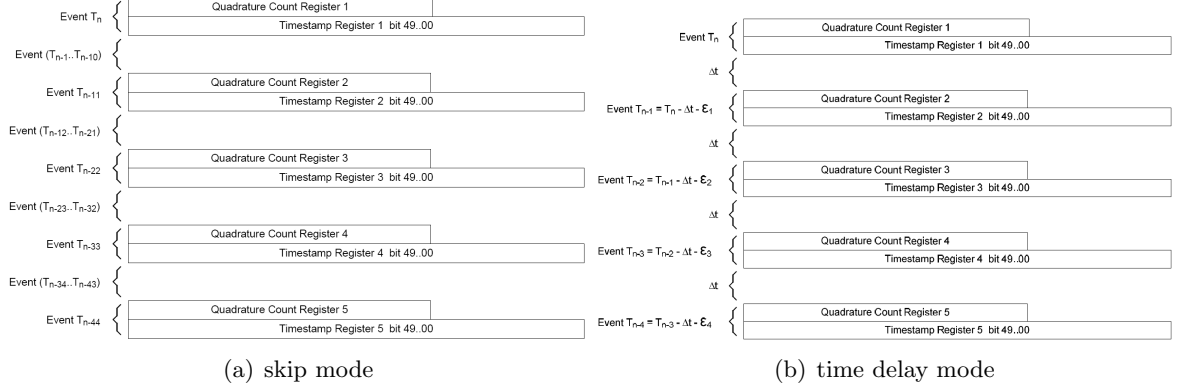 Event Tn
Quadrature Count Register 1
Timestamp Register 1 bit 49..00
Event (Tn-1..Tn-10)
Event Tn-11
Quadrature Count Register 2
Timestamp Register 2 bit 49..00
Event (Tn-12..Tn-21)
Event Tn-22
Quadrature Count Register 3
Timestamp Register 3 bit 49..00
Event (Tn-23..Tn-32)
Event Tn-33
Quadrature Count Register 4
Timestamp Register 4 bit 49..00
Event (Tn-34..Tn-43)
Event Tn-44
Quadrature Count Register 5
Timestamp Register 5 bit 49..00
(a) skip mode
Event Tn
Quadrature Count Register 1
Timestamp Register 1 bit 49..00
Δt
Event Tn-1 = Tn - Δt - ε1
Quadrature Count Register 2
Timestamp Register 2 bit 49..00
Δt
Event Tn-2 = Tn-1 - Δt - ε2
Quadrature Count Register 3
Timestamp Register 3 bit 49..00
Δt
Event Tn-3 = Tn-2 - Δt - ε3
Quadrature Count Register 4
Timestamp Register 4 bit 49..00
Δt
Event Tn-4 = Tn-3 - Δt - ε4
Quadrature Count Register 5
Timestamp Register 5 bit 49..00
(b) time delay mode